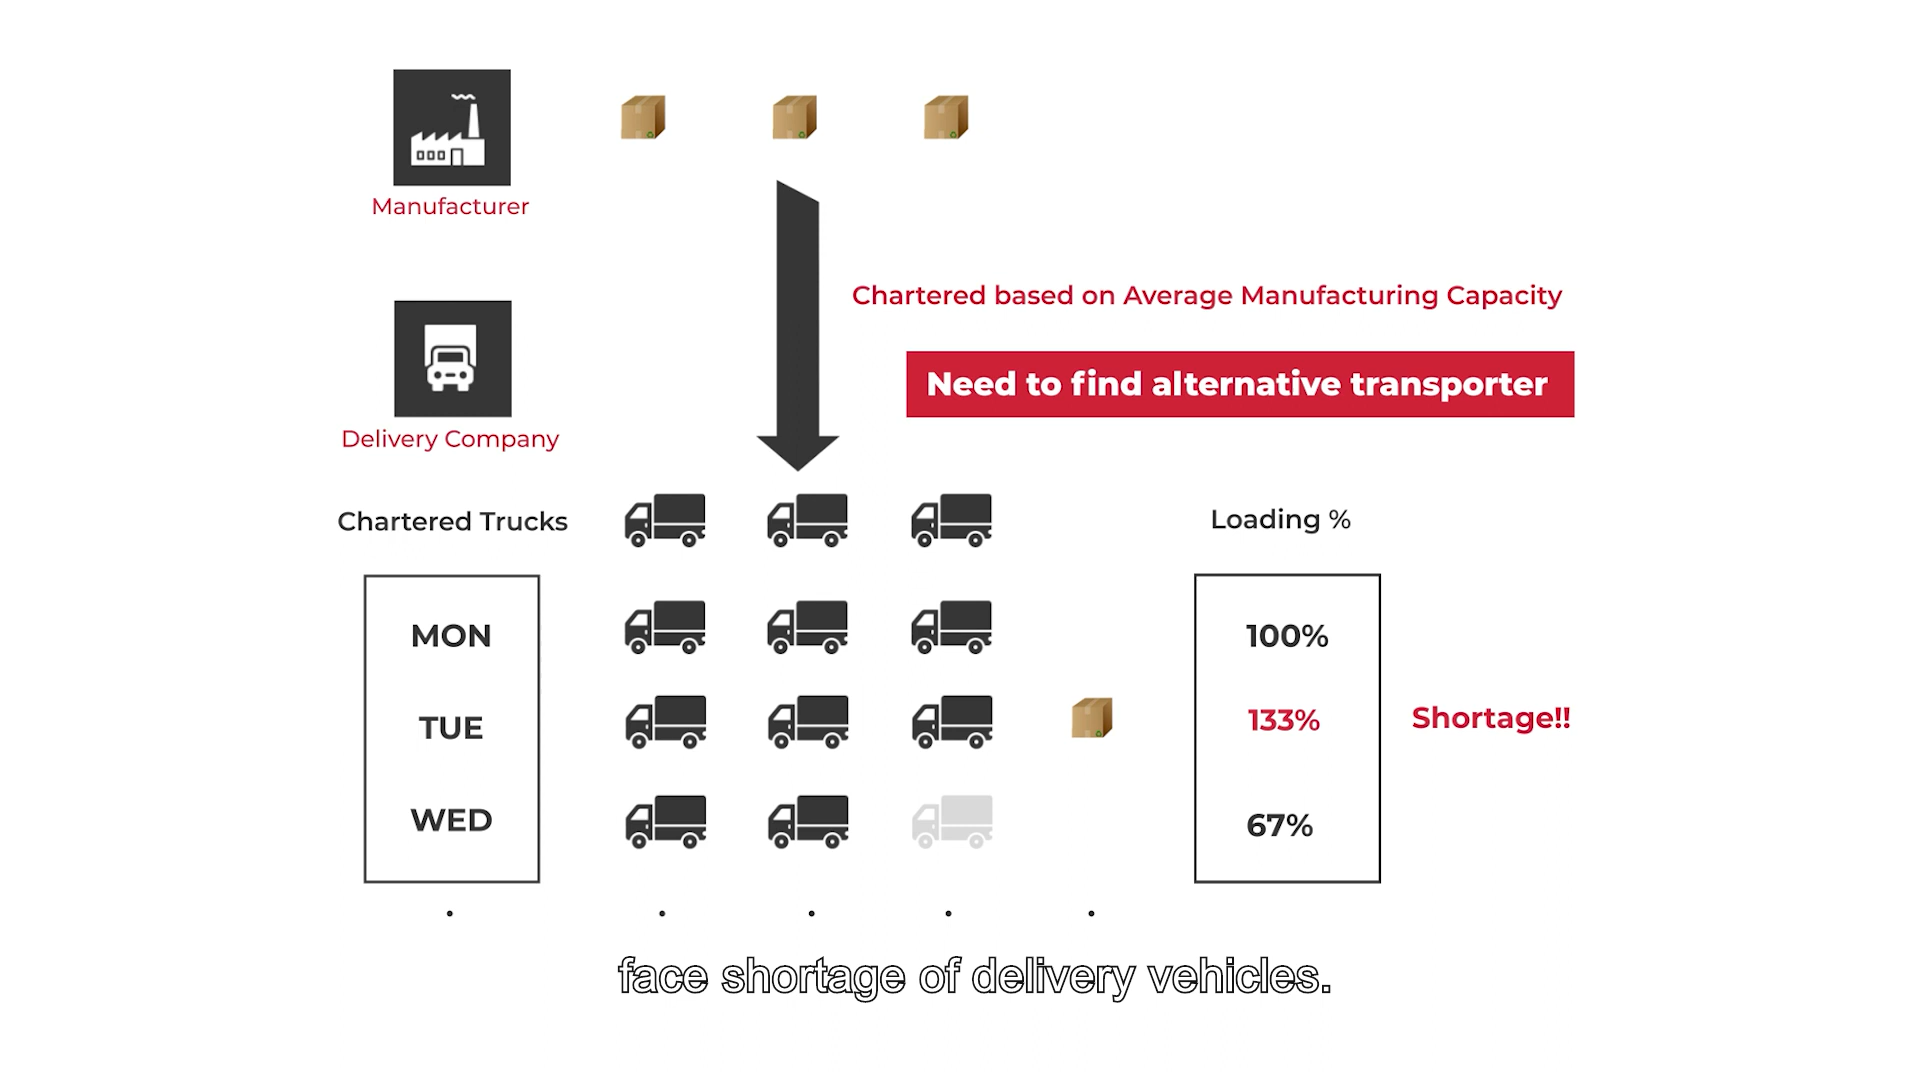 Manufacturer
Chartered based on Average Manufacturing Capacity
Need to find alternative transporter
Delivery Company
Chartered Trucks
Loading %
MON
100%
TUE
133%
Shortage!!
WED
67%
face shortage of delivery vehicles.